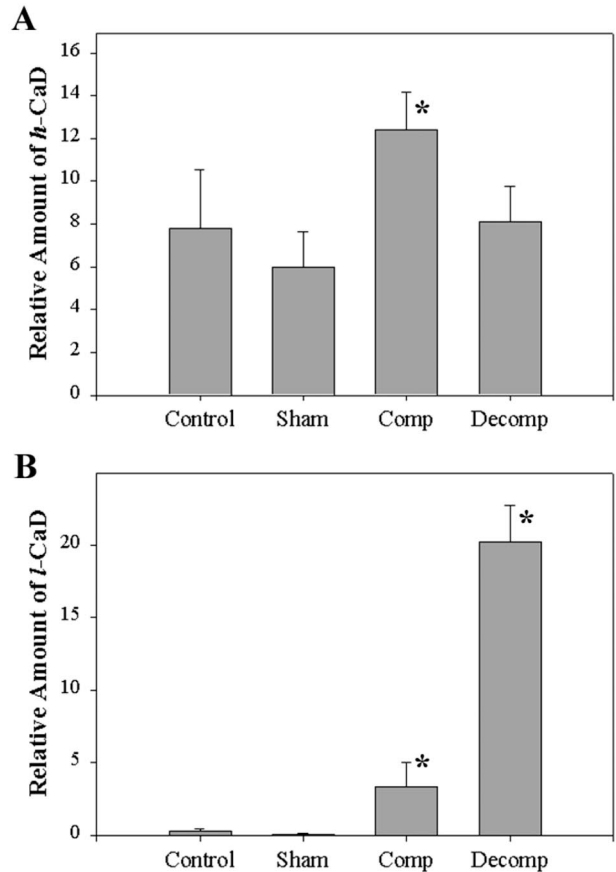 A
Relative Amount of h-CaD
16
14
12
10
8
6
4
2
0
*
Control Sham Comp Decomp
B
Relative Amount of l-CaD
20
15
10
5
0
*
*
Control Sham Comp Decomp